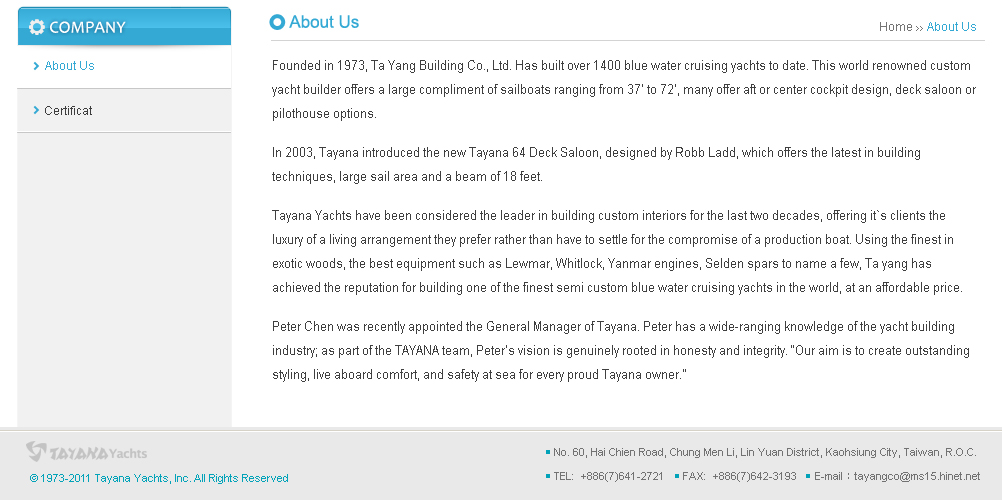 COMPANY
About Us
Certificat
About Us
Home ›› About Us
Founded in 1973, Ta Yang Building Co., Ltd. Has built over 1400 blue water cruising yachts to date. This world renowned custom
yacht builder offers a large compliment of sailboats ranging from 37' to 72', many offer aft or center cockpit design, deck saloon or
pilothouse options.
In 2003, Tayana introduced the new Tayana 64 Deck Saloon, designed by Robb Ladd, which offers the latest in building
techniques, large sail area and a beam of 18 feet.
Tayana Yachts have been considered the leader in building custom interiors for the last two decades, offering it`s clients the
luxury of a living arrangement they prefer rather than have to settle for the compromise of a production boat. Using the finest in
exotic woods, the best equipment such as Lewmar, Whitlock, Yanmar engines, Selden spars to name a few, Ta yang has
achieved the reputation for building one of the finest semi custom blue water cruising yachts in the world, at an affordable price.
Peter Chen was recently appointed the General Manager of Tayana. Peter has a wide-ranging knowledge of the yacht building
industry; as part of the TAYANA team, Peter's vision is genuinely rooted in honesty and integrity. "Our aim is to create outstanding
styling, live aboard comfort, and safety at sea for every proud Tayana owner."
TAYANA Yachts
© 1973-2011 Tayana Yachts, Inc. All Rights Reserved
No. 60, Hai Chien Road, Chung Men Li, Lin Yuan District, Kaohsiung City, Taiwan, R.O.C.
TEL: +886(7)641-2721 FAX: +886(7)642-3193 E-mail：tayangco@ms15.hinet.net